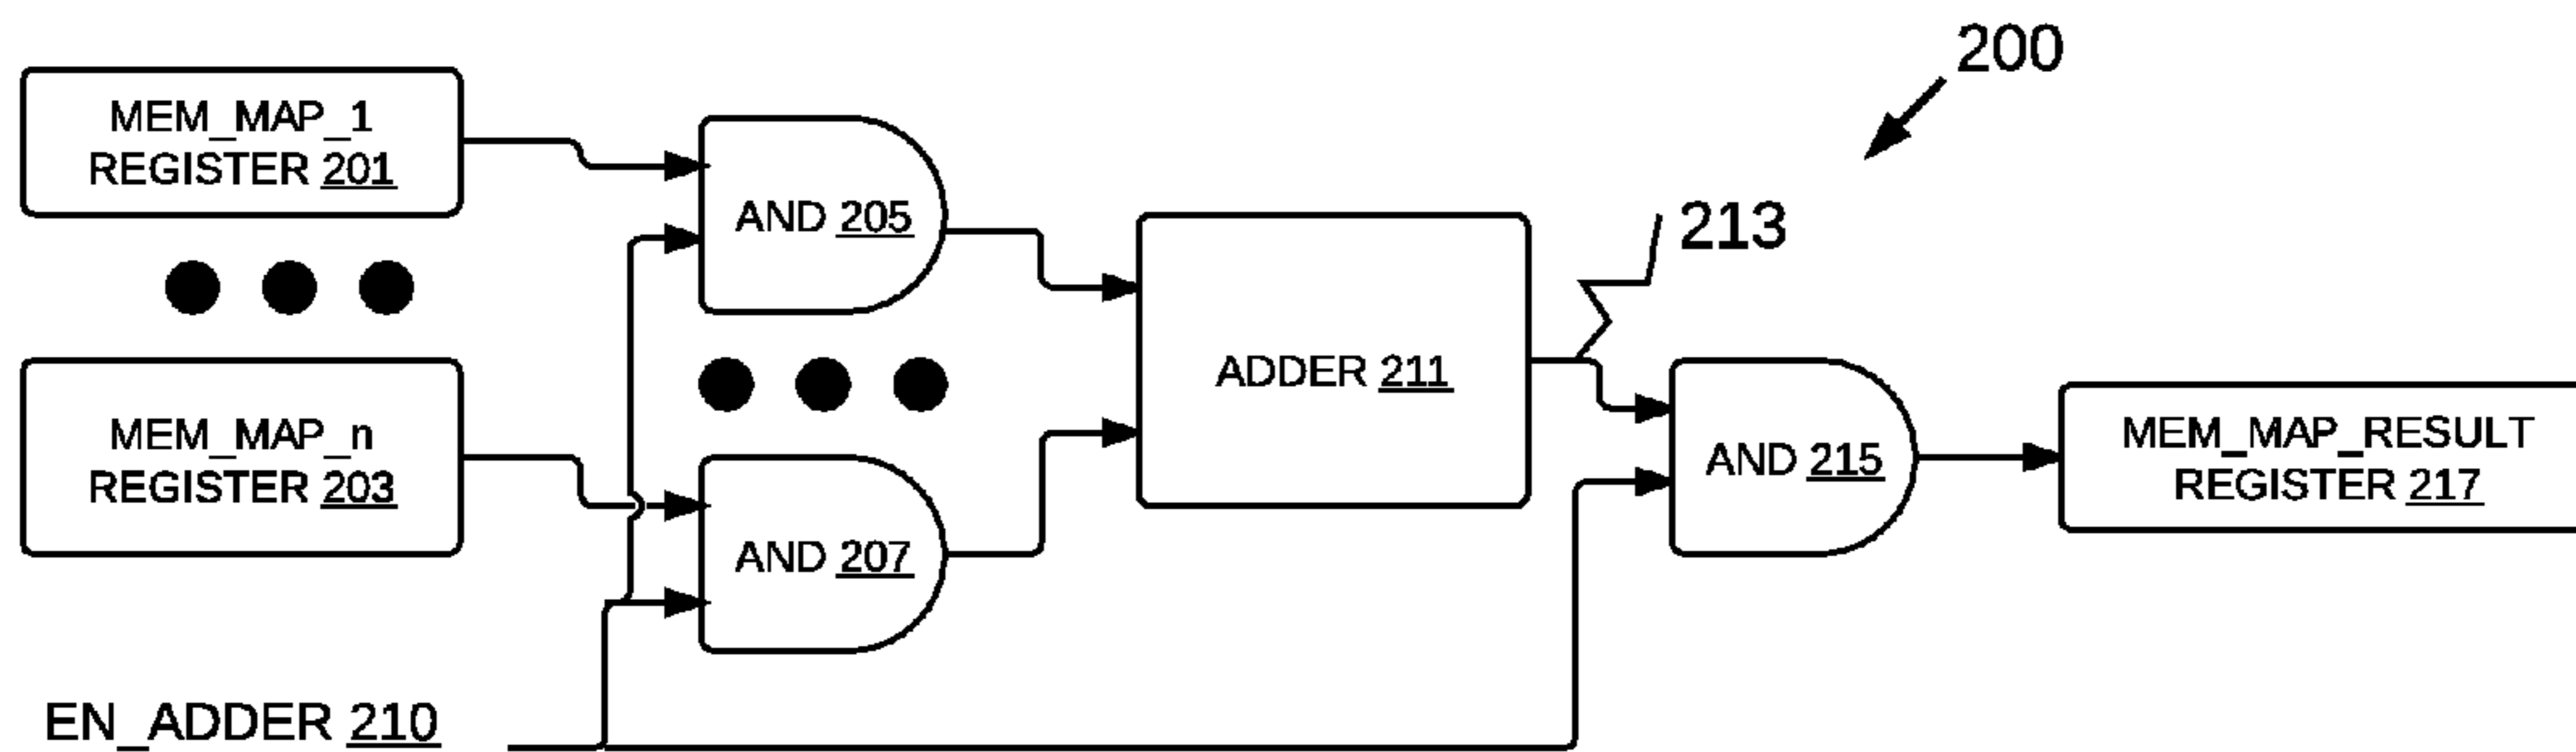 200
MEM_MAP_1
REGISTER 201
AND 205
213
ADDER 211
MEM_MAP_n
REGISTER 203
AND 207
AND 215
MEM_MAP_RESULT
REGISTER 217
EN_ADDER 210